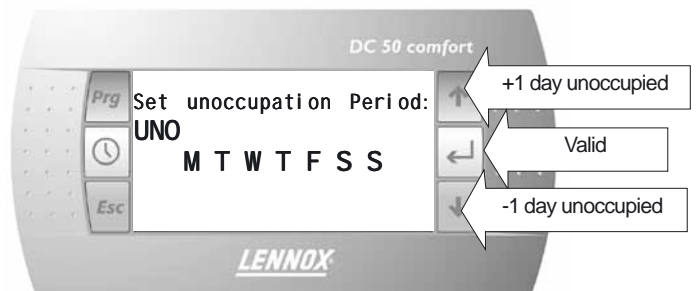 DC 50 comfort
Prg
Set unoccupation Period:
UNO
M T W T F S S
Esc
+1 day unoccupied
Valid
-1 day unoccupied
LENNOX